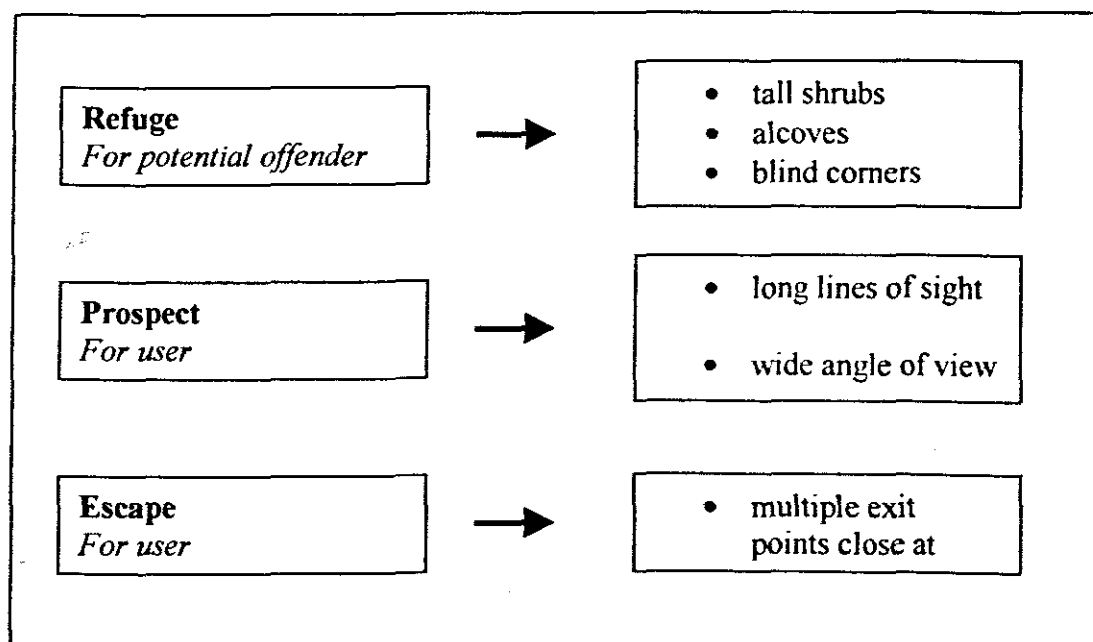 Refuge
For potential offender
• tall shrubs
• alcoves
• blind corners
Prospect
For user
• long lines of sight
• wide angle of view
Escape
For user
• multiple exit
points close at